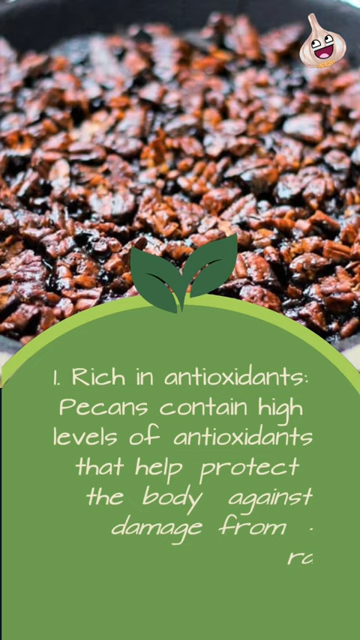 1. Rich in antioxidants:
Pecans contain high
levels of antioxidants
that help protect
the body against
damage from